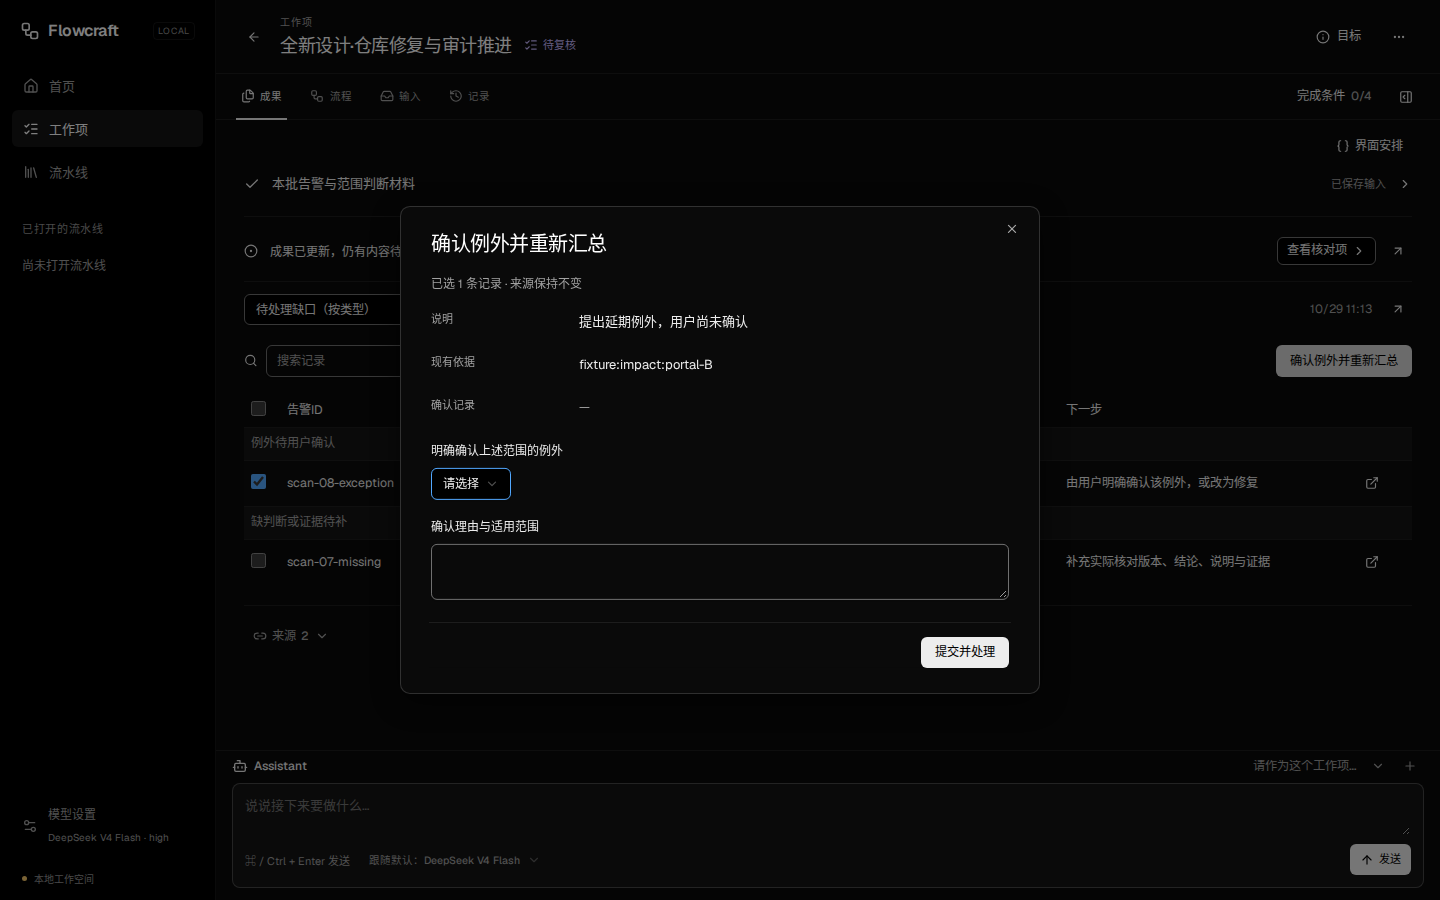 Flowcraft
LOCAL
首页
工作项
流水线
已打开的流水线
尚未打开流水线
模型设置
DeepSeek V4 Flash · high
本地工作空间
工作项
全新设计·仓库修复与审计推进
待复核
目标
成果
流程
输入
记录
完成条件 0/4
{ } 界面安排
本批告警与范围判断材料
已保存输入
成果已更新，仍有内容待
查看核对项
待处理缺口（按类型）
10/29 11:13
搜索记录
确认例外并重新汇总
告警ID
下一步
例外待用户确认
scan-08-exception
由用户明确确认该例外，或改为修复
缺判断或证据待补
scan-07-missing
补充实际核对版本、结论、说明与证据
来源 2
确认例外并重新汇总
已选 1 条记录 · 来源保持不变
说明
提出延期例外，用户尚未确认
现有依据
fixture:impact:portal-B
确认记录
—
明确确认上述范围的例外
请选择
确认理由与适用范围
提交并处理
Assistant
请作为这个工作项...
说说接下来要做什么...
⌘ / Ctrl + Enter 发送
跟随默认：DeepSeek V4 Flash
发送